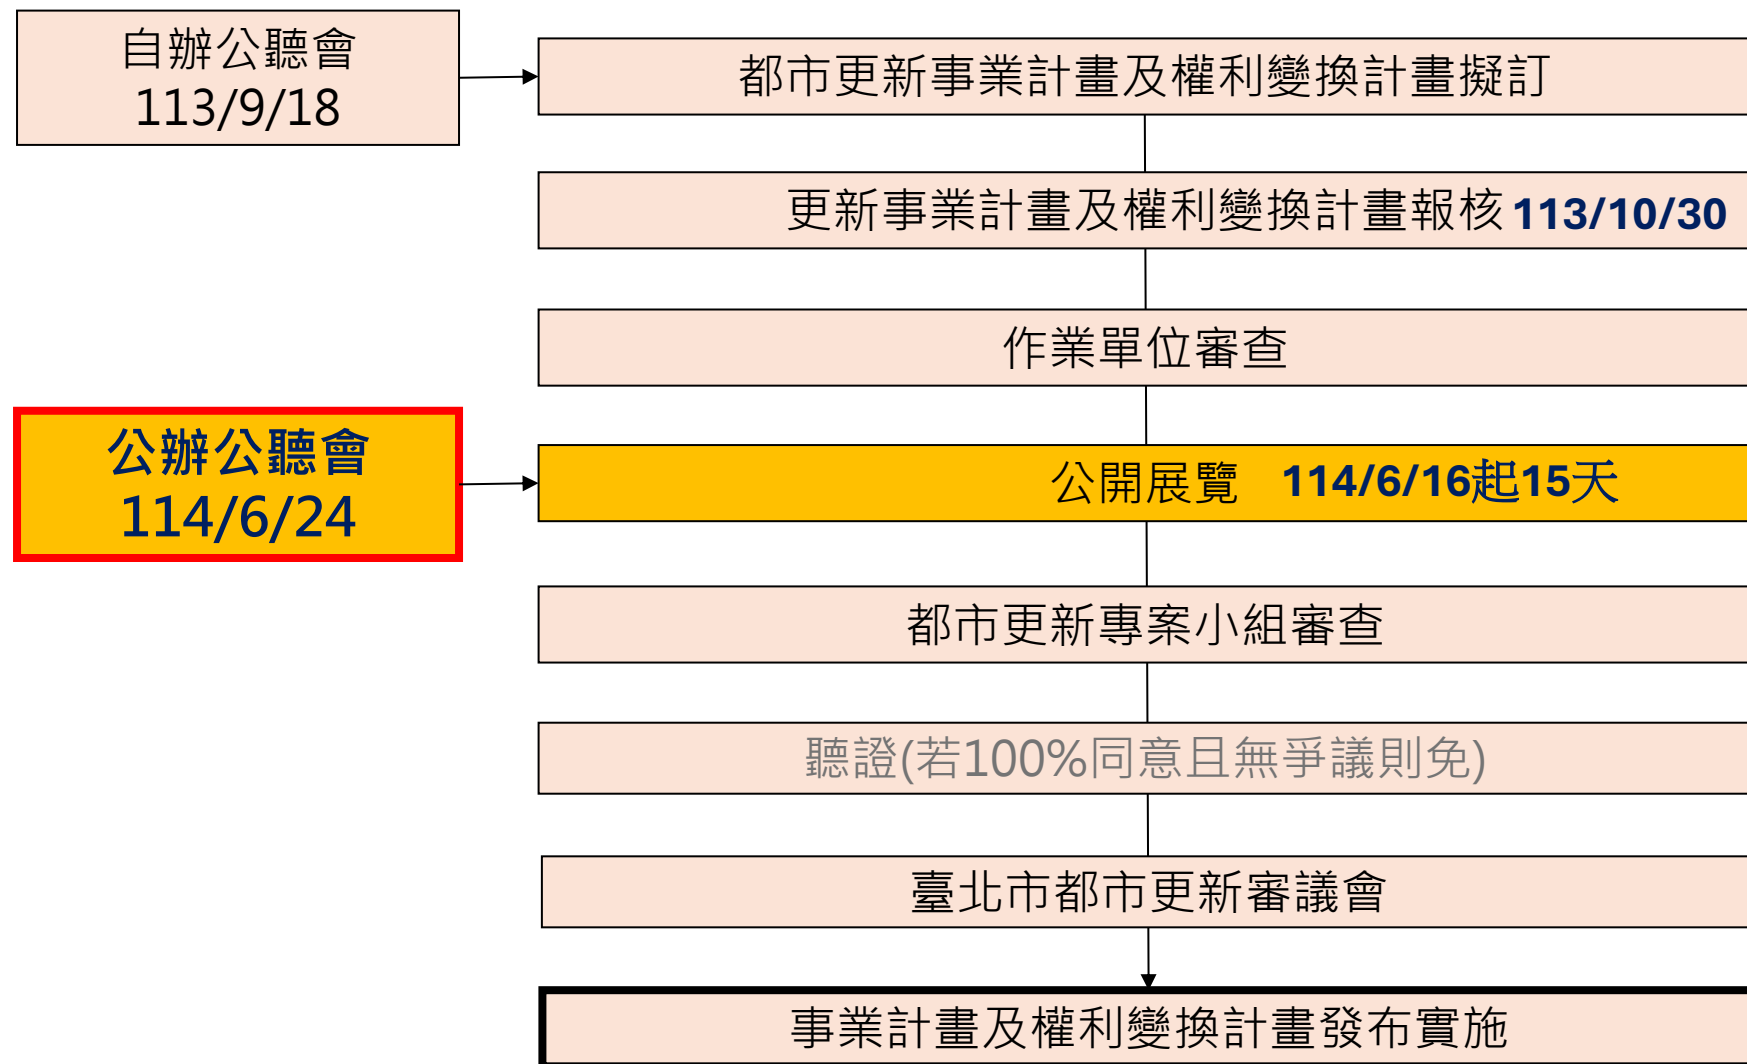 自辦公聽會
113/9/18
都市更新事業計畫及權利變換計畫擬訂
更新事業計畫及權利變換計畫報核 113/10/30
作業單位審查
公辦公聽會
114/6/24
公開展覽 114/6/16起15天
都市更新專案小組審查
聽證(若100%同意且無爭議則免)
臺北市都市更新審議會
事業計畫及權利變換計畫發布實施